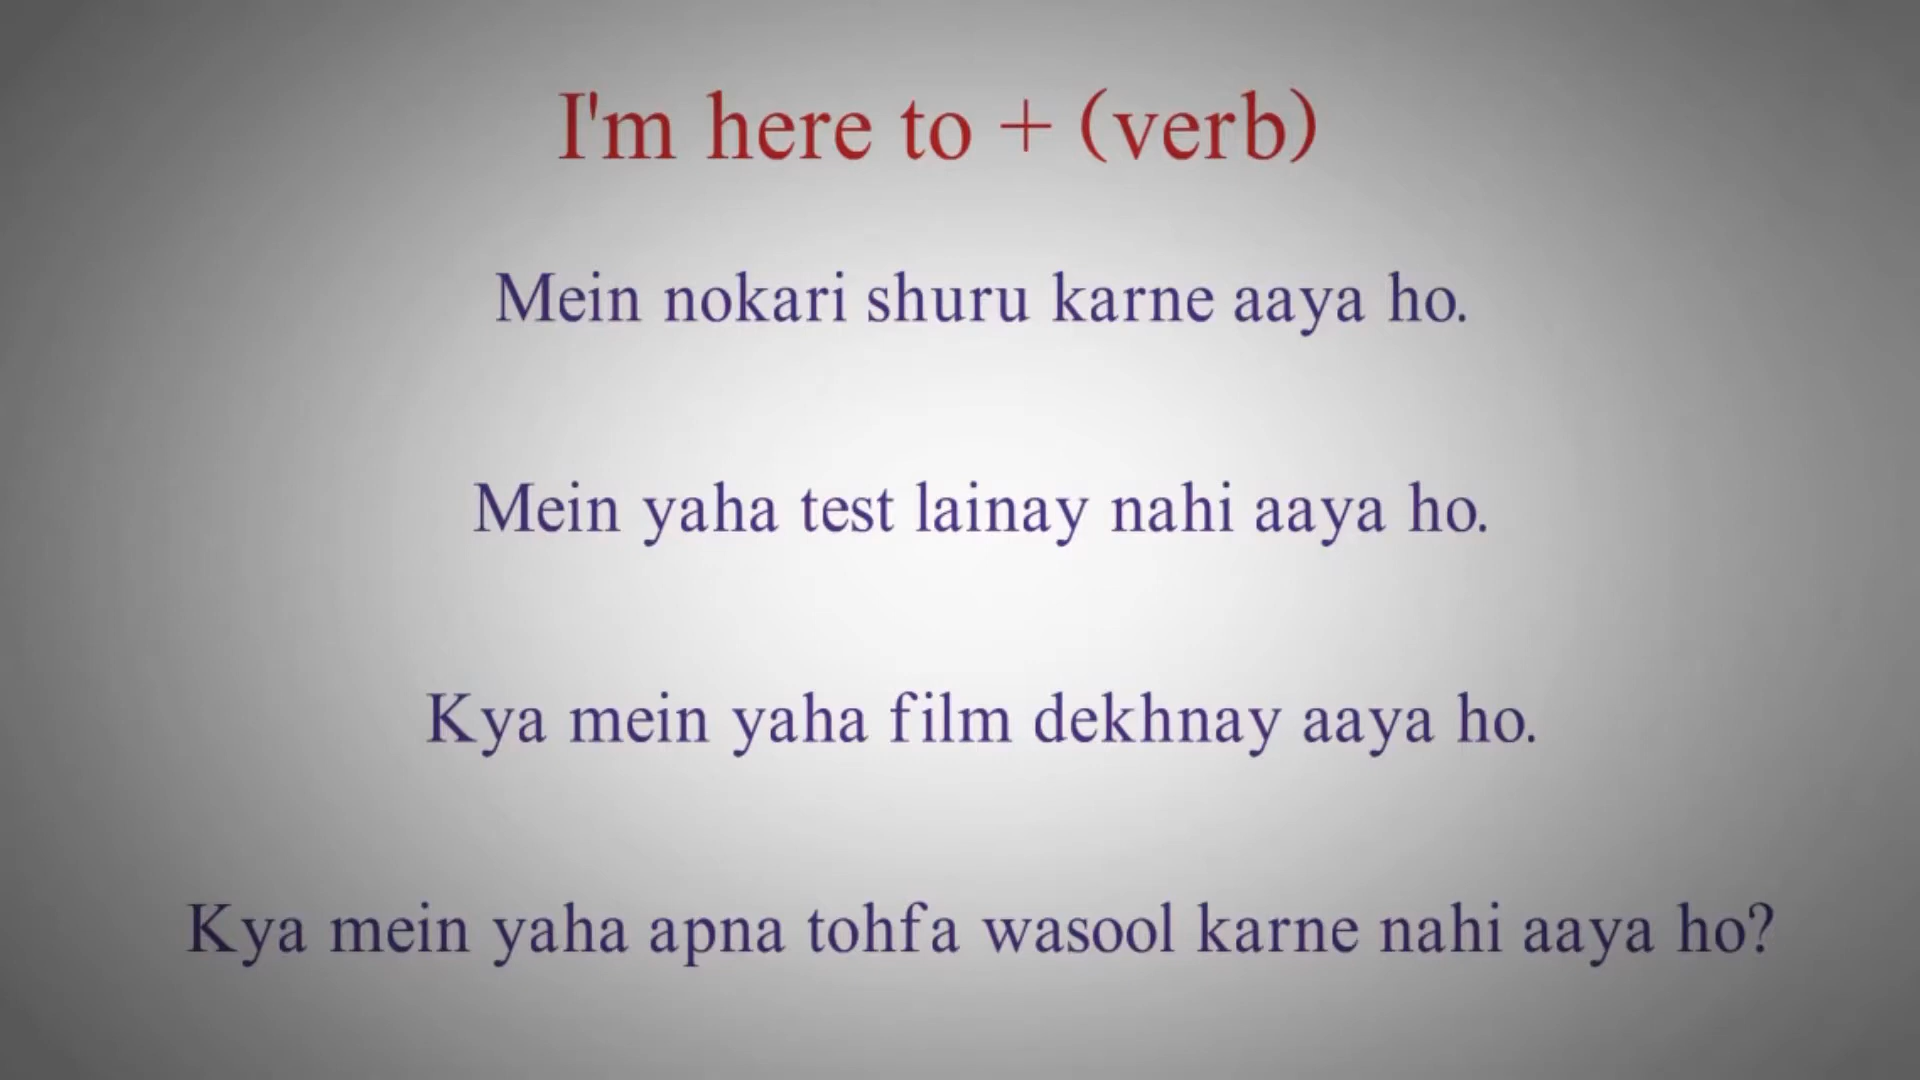 I'm here to + (verb)
Mein nokari shuru karne aaya ho.
Mein yaha test lainay nahi aaya ho.
Kya mein yaha film dekhnay aaya ho.
Kya mein yaha apna tohfa wasool karne nahi aaya ho?